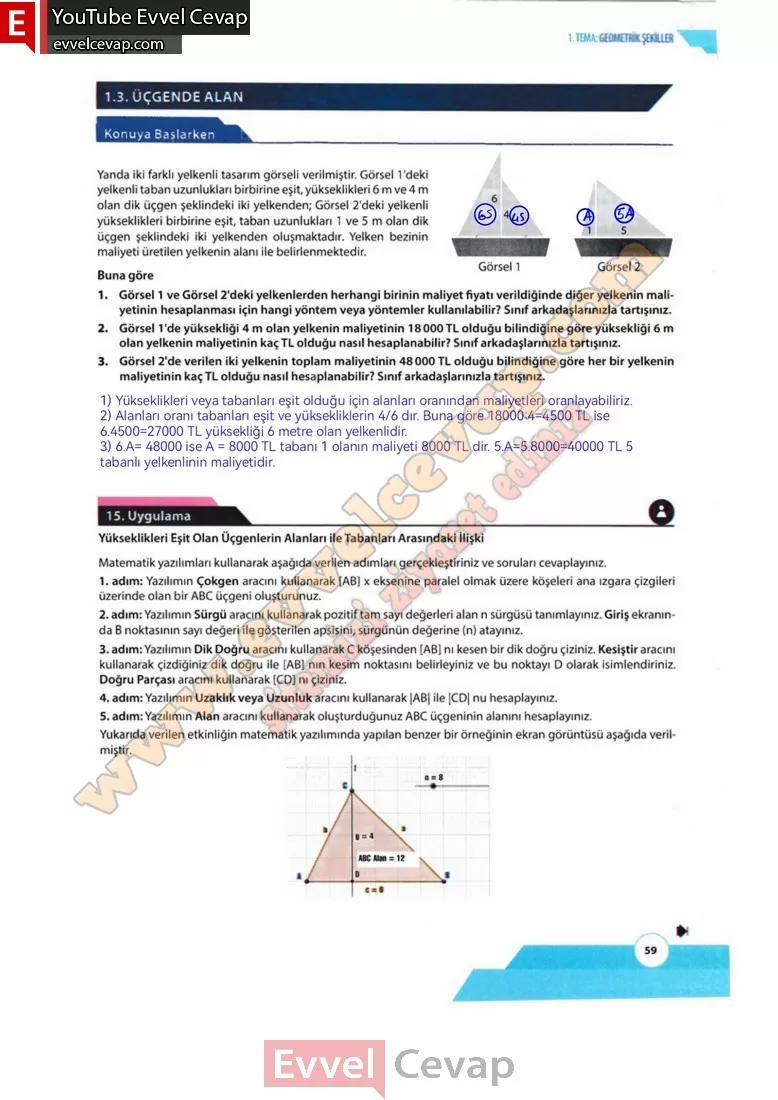 E YouTube Evvel Cevap
evvelcevap.com
1. TEMA: GEOMETRİK ŞEKİLLER
1.3. ÜÇGENDE ALAN
Konuya Başlarken
Yanda iki farklı yelkenli tasarım görseli verilmiştir. Görsel 1'deki
yelkenli taban uzunlukları birbirine eşit, yükseklikleri 6 m ve 4 m
olan dik üçgen şeklindeki iki yelkenden; Görsel 2'deki yelkenli
yükseklikleri birbirine eşit, taban uzunlukları 1 ve 5 m olan dik
üçgen şeklindeki iki yelkenden oluşmaktadır. Yelken bezinin
maliyeti üretilen yelkenin alanı ile belirlenmektedir.
6
6S 4 4S
A 5A
1 5
Görsel 1 Görsel 2
Buna göre
1. Görsel 1 ve Görsel 2'deki yelkenlerden herhangi birinin maliyet fiyatı verildiğinde diğer yelkenin mali-
yetinin hesaplanması için hangi yöntem veya yöntemler kullanılabilir? Sınıf arkadaşlarınızla tartışınız.
2. Görsel 1'de yüksekliği 4 m olan yelkenin maliyetinin 18 000 TL olduğu bilindiğine göre yüksekliği 6 m
olan yelkenin maliyetinin kaç TL olduğu nasıl hesaplanabilir? Sınıf arkadaşlarınızla tartışınız.
3. Görsel 2'de verilen iki yelkenin toplam maliyetinin 48 000 TL olduğu bilindiğine göre her bir yelkenin
maliyetinin kaç TL olduğu nasıl hesaplanabilir? Sınıf arkadaşlarınızla tartışınız.
1) Yükseklikleri veya tabanları eşit olduğu için alanları oranından maliyetleri oranlayabiliriz.
2) Alanları oranı tabanları eşit ve yüksekliklerin 4/6 dır. Buna göre 18000:4=4500 TL ise
6.4500=27000 TL yüksekliği 6 metre olan yelkenlidir.
3) 6.A= 48000 ise A = 8000 TL tabanı 1 olanın maliyeti 8000 TL dir. 5.A=5.8000=40000 TL 5
tabanlı yelkenlinin maliyetidir.
15. Uygulama
Yükseklikleri Eşit Olan Üçgenlerin Alanları ile Tabanları Arasındaki İlişki
Matematik yazılımları kullanarak aşağıda verilen adımları gerçekleştiriniz ve soruları cevaplayınız.
1. adım: Yazılımın Çokgen aracını kullanarak [AB] x eksenine paralel olmak üzere köşeleri ana ızgara çizgileri
üzerinde olan bir ABC üçgeni oluşturunuz.
2. adım: Yazılımın Sürgü aracını kullanarak pozitif tam sayı değerleri alan n sürgüsü tanımlayınız. Giriş ekranın-
da B noktasının sayı değeri ile gösterilen apsisini, sürgünün değerine (n) atayınız.
3. adım: Yazılımın Dik Doğru aracını kullanarak C köşesinden [AB] nı kesen bir dik doğru çiziniz. Kesiştir aracını
kullanarak çizdiğiniz dik doğru ile [AB] nın kesim noktasını belirleyiniz ve bu noktayı D olarak isimlendiriniz.
Doğru Parçası aracını kullanarak [CD] nı çiziniz.
4. adım: Yazılımın Uzaklık veya Uzunluk aracını kullanarak |AB| ile |CD| nu hesaplayınız.
5. adım: Yazılımın Alan aracını kullanarak oluşturduğunuz ABC üçgeninin alanını hesaplayınız.
Yukarıda verilen etkinliğin matematik yazılımında yapılan benzer bir örneğinin ekran görüntüsü aşağıda veril-
miştir.
f
n = 8
C
b a
g = 4
ABC Alan = 12
A D B
c = 6
www.evvelcevap.com
sitemizi ziyaret ediniz
59
Evvel Cevap